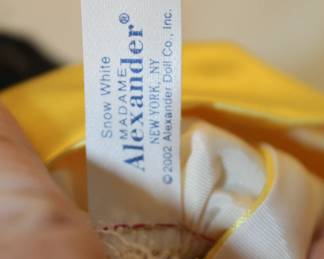 Snow White
MADAME
Alexander®
NEW YORK, NY
©2002 Alexander Doll Co., Inc.